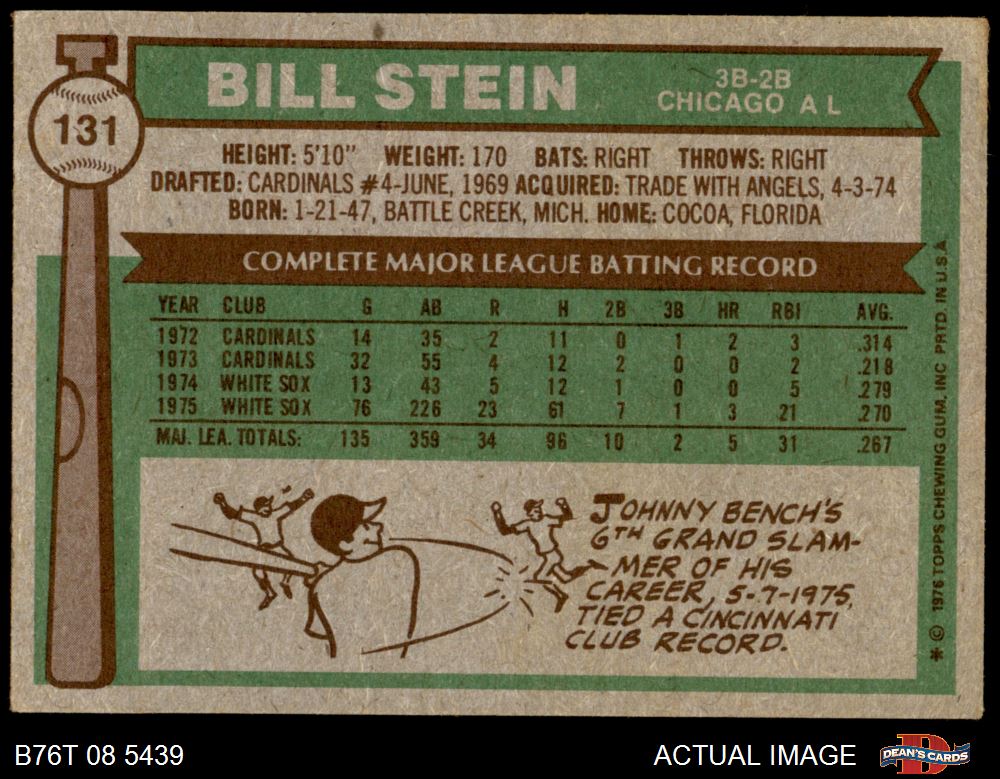 131
BILL STEIN
3B-2B
CHICAGO A L
HEIGHT: 5'10" WEIGHT: 170 BATS: RIGHT THROWS: RIGHT
DRAFTED: CARDINALS #4-JUNE, 1969 ACQUIRED: TRADE WITH ANGELS, 4-3-74
BORN: 1-21-47, BATTLE CREEK, MICH. HOME: COCOA, FLORIDA
COMPLETE MAJOR LEAGUE BATTING RECORD
YEAR CLUB G AB R H 2B 3B HR RBI AVG.
1972 CARDINALS 14 35 2 11 0 1 2 3 .314
1973 CARDINALS 32 55 4 12 2 0 0 2 .218
1974 WHITE SOX 13 43 5 12 1 0 0 5 .279
1975 WHITE SOX 76 226 23 61 7 1 3 21 .270
MAJ. LEA. TOTALS: 135 359 34 96 10 2 5 31 .267
JOHNNY BENCH'S
6TH GRAND SLAM-
MER OF HIS
CAREER, 5-7-1975,
TIED A CINCINNATI
CLUB RECORD.
* © 1976 TOPPS CHEWING GUM, INC PRTD. IN U.S.A
B76T 08 5439
ACTUAL IMAGE
DEAN'S CARDS